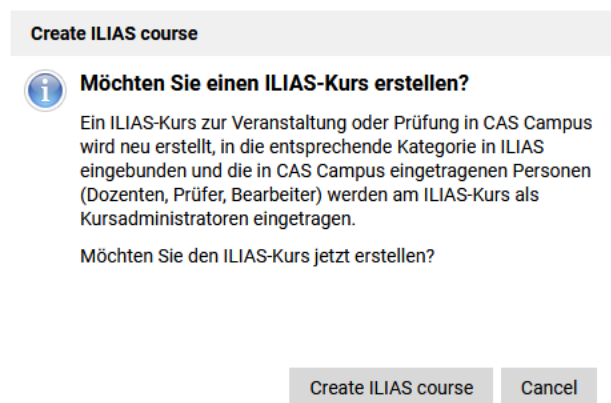 Create ILIAS course
Möchten Sie einen ILIAS-Kurs erstellen?
Ein ILIAS-Kurs zur Veranstaltung oder Prüfung in CAS Campus
wird neu erstellt, in die entsprechende Kategorie in ILIAS
eingebunden und die in CAS Campus eingetragenen Personen
(Dozenten, Prüfer, Bearbeiter) werden am ILIAS-Kurs als
Kursadministratoren eingetragen.
Möchten Sie den ILIAS-Kurs jetzt erstellen?
Create ILIAS course Cancel